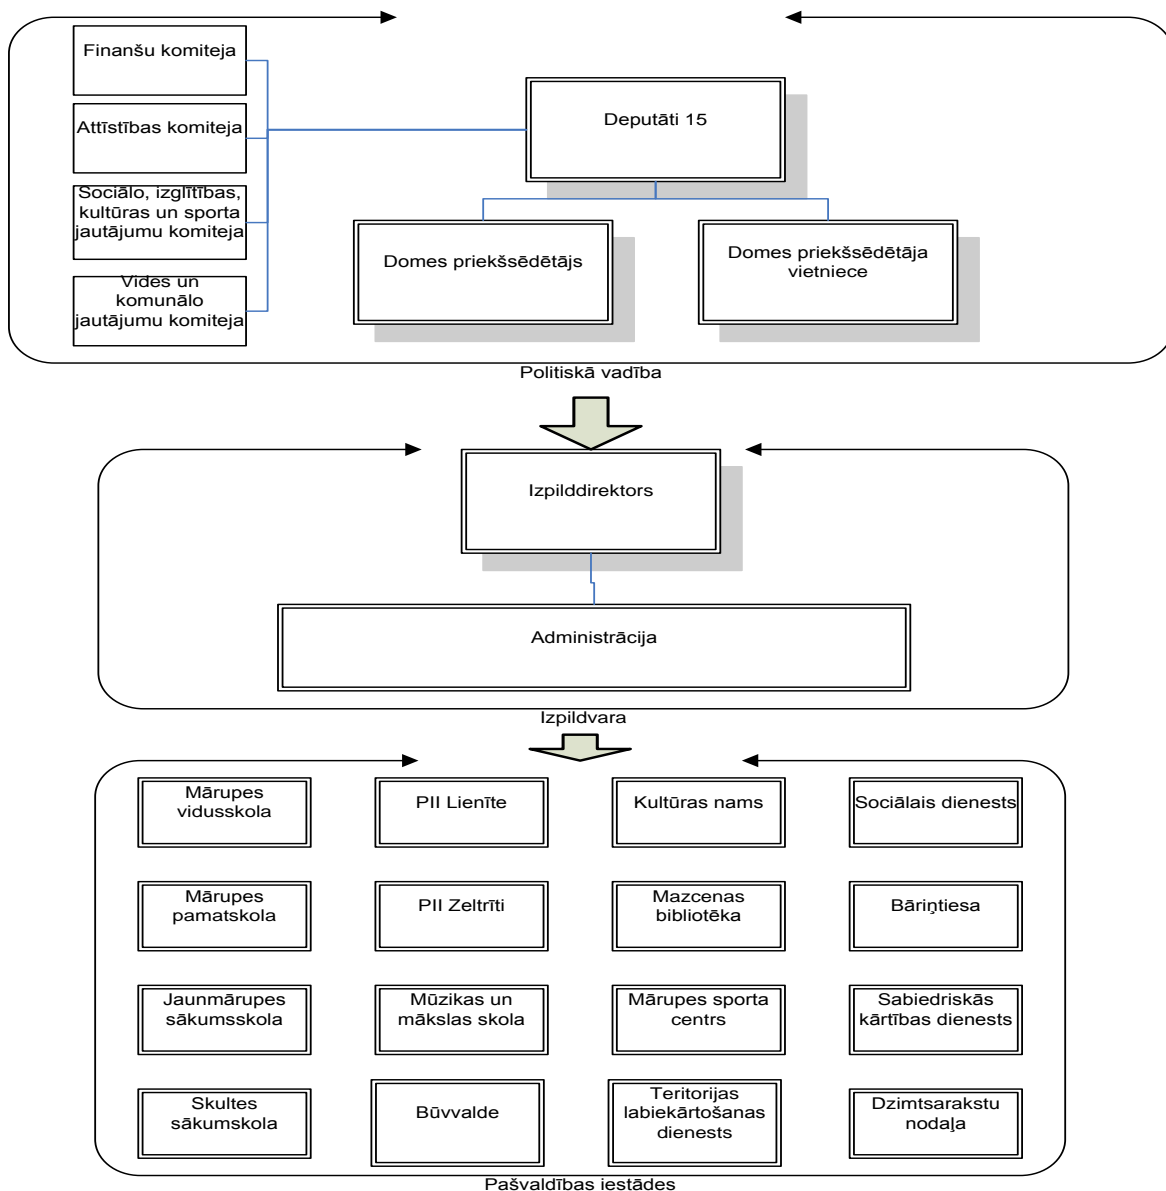 Finanšu komiteja
Attīstības komiteja
Sociālo, izglītības,
kultūras un sporta
jautājumu komiteja
Vides un
komunālo
jautājumu komiteja
Deputāti 15
Domes priekšsēdētājs
Domes priekšsēdētāja
vietniece
Politiskā vadība
Izpilddirektors
Administrācija
Izpildvara
Mārupes
vidusskola
PII Lienīte
Kultūras nams
Sociālais dienests
Mārupes
pamatskola
PII Zeltrīti
Mazcenas
bibliotēka
Bāriņtiesa
Jaunmārupes
sākumsskola
Mūzikas un
mākslas skola
Mārupes sporta
centrs
Sabiedriskās
kārtības dienests
Skultes
sākumskola
Būvvalde
Teritorijas
labiekārtošanas
dienests
Dzimtsarakstu
nodaļa
Pašvaldības iestādes